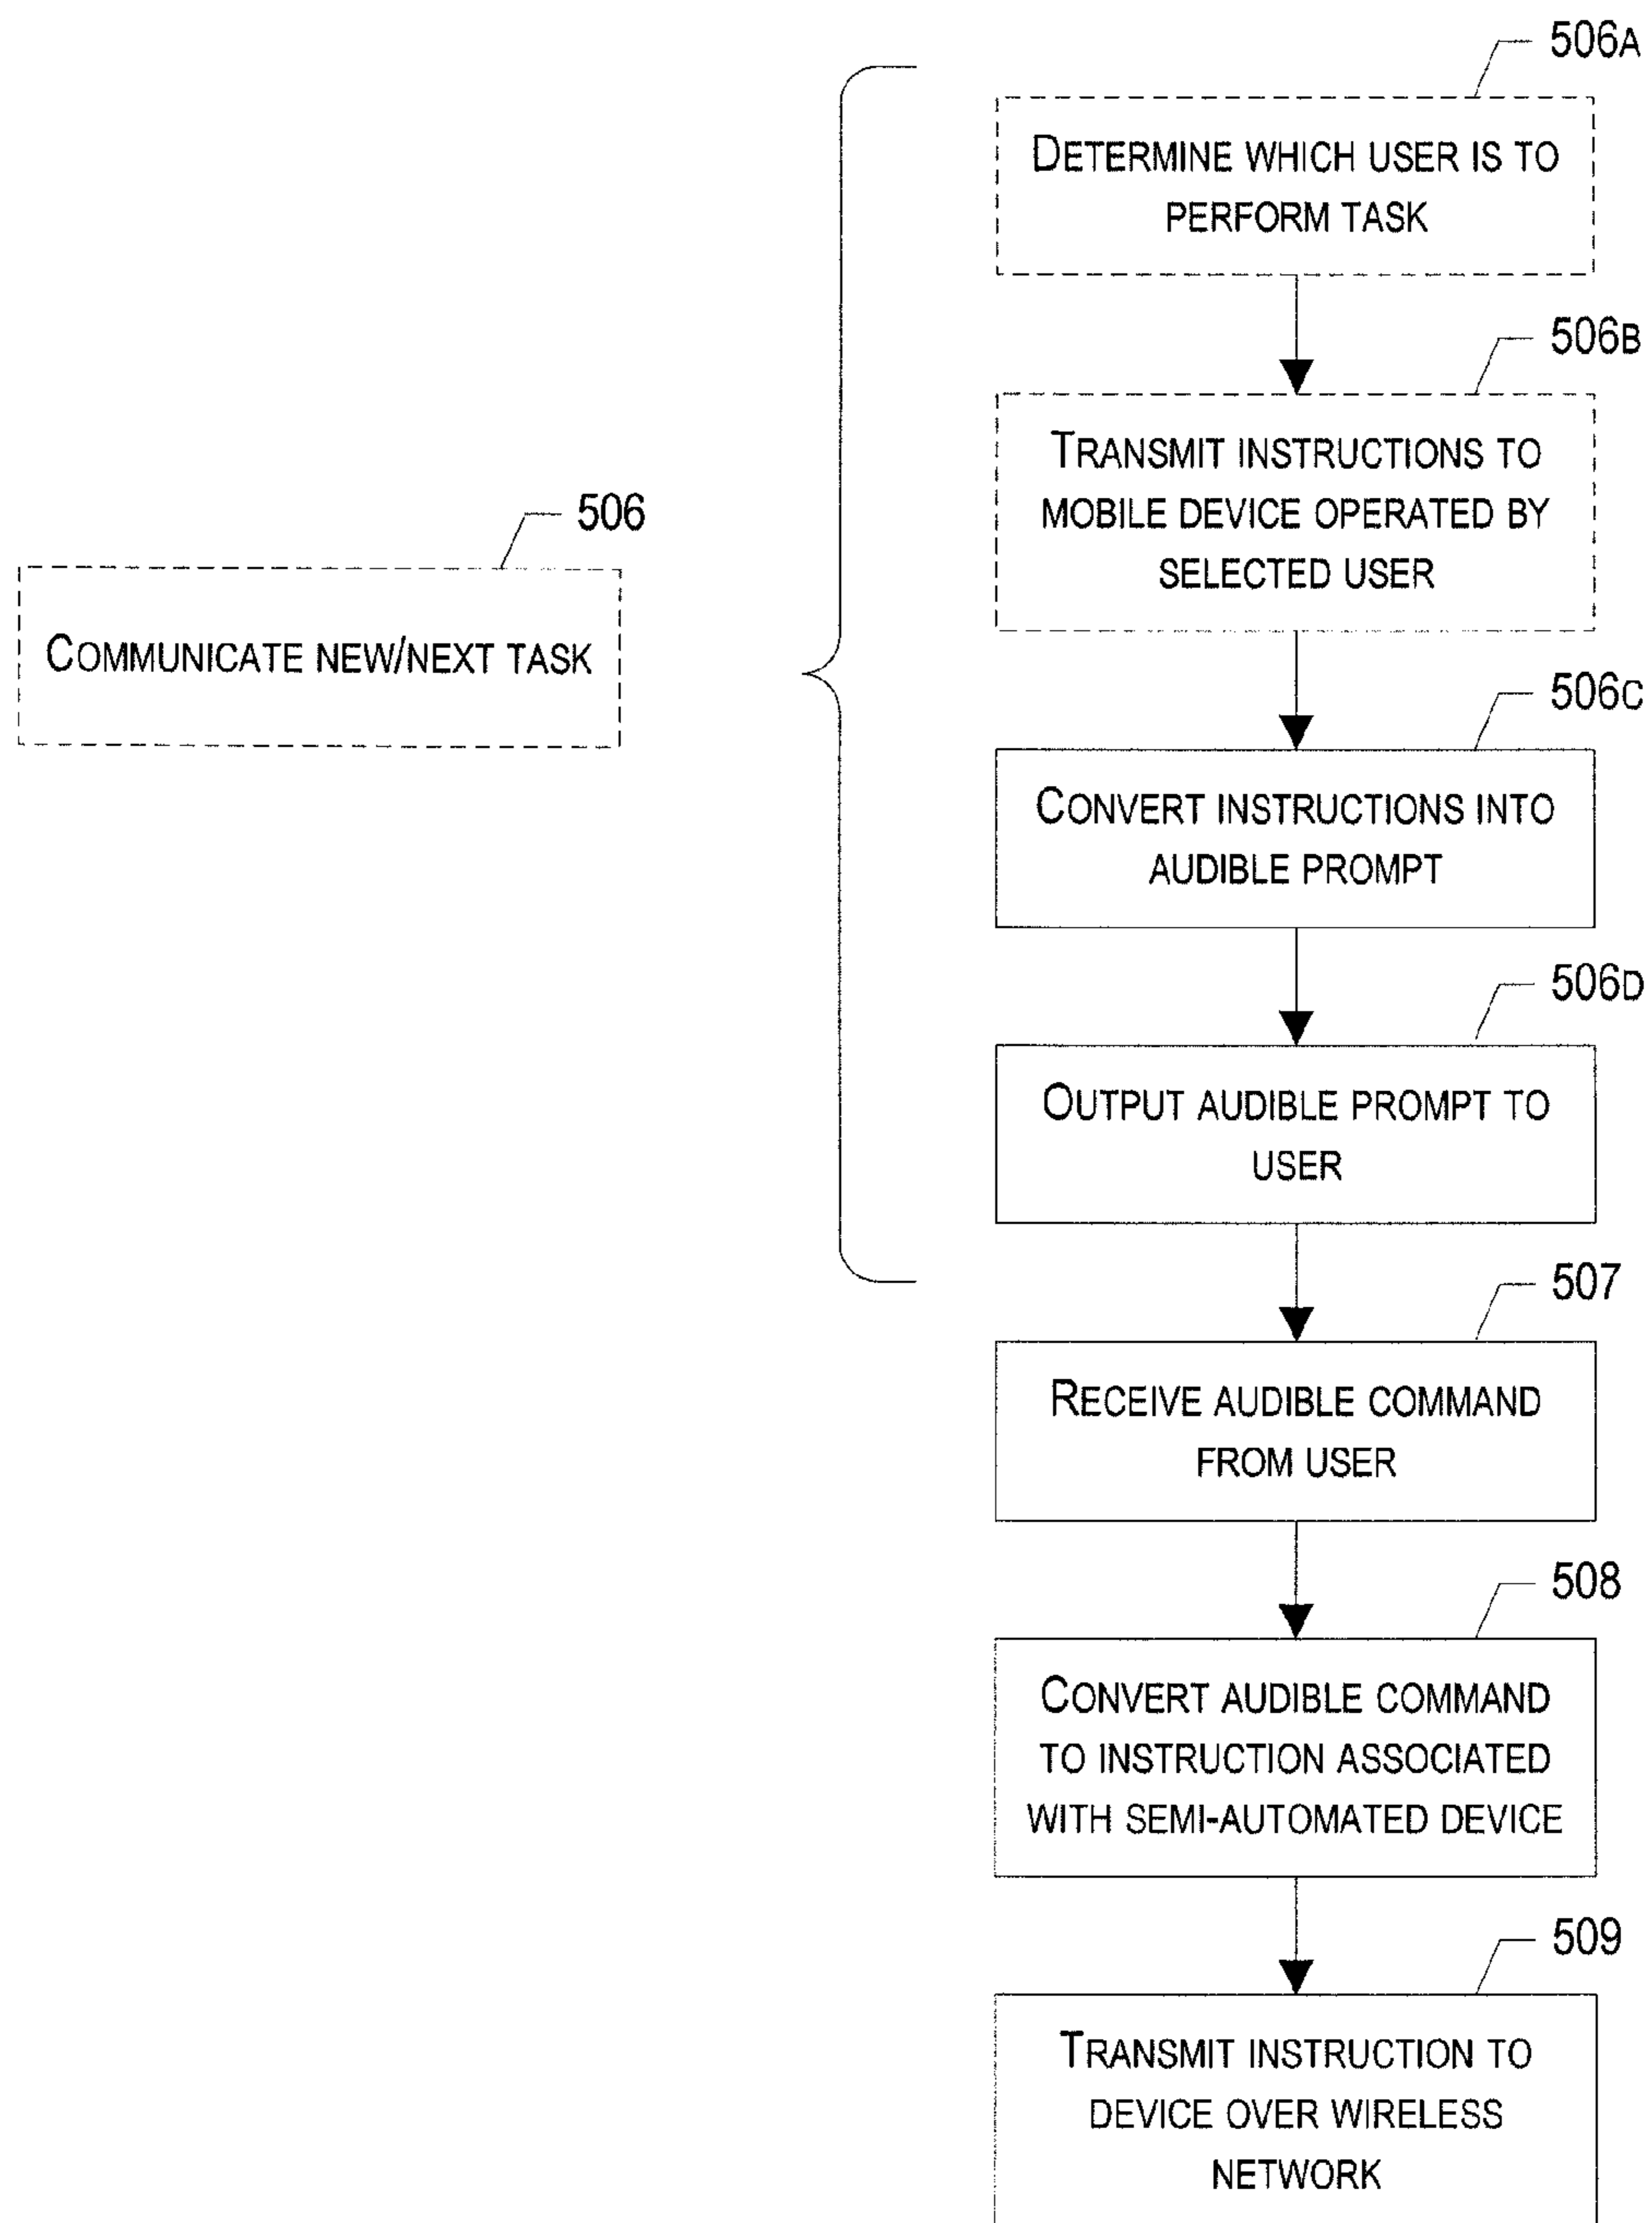 506A
DETERMINE WHICH USER IS TO
PERFORM TASK
506B
TRANSMIT INSTRUCTIONS TO
MOBILE DEVICE OPERATED BY
SELECTED USER
506
COMMUNICATE NEW/NEXT TASK
506C
CONVERT INSTRUCTIONS INTO
AUDIBLE PROMPT
506D
OUTPUT AUDIBLE PROMPT TO
USER
507
RECEIVE AUDIBLE COMMAND
FROM USER
508
CONVERT AUDIBLE COMMAND
TO INSTRUCTION ASSOCIATED
WITH SEMI-AUTOMATED DEVICE
509
TRANSMIT INSTRUCTION TO
DEVICE OVER WIRELESS
NETWORK